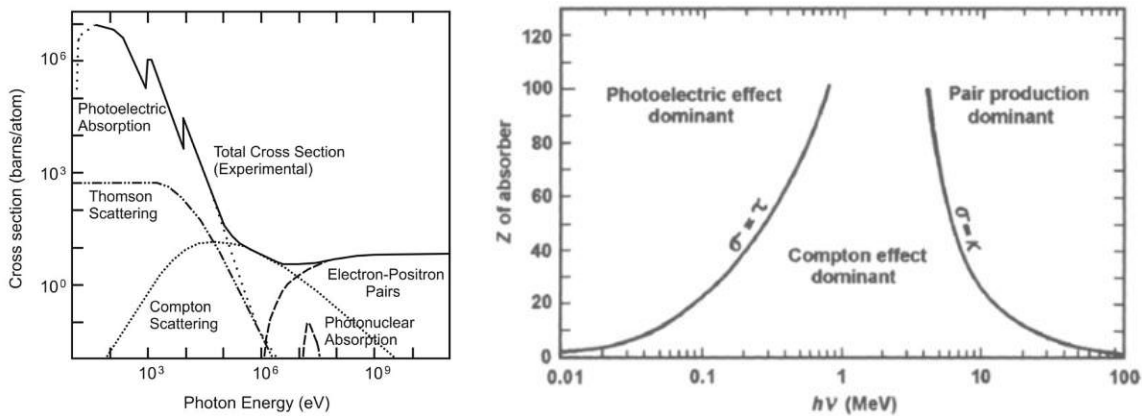 Cross section (barns/atom)
10⁶
10³
10⁰
Photoelectric
Absorption
Total Cross Section
(Experimental)
Thomson
Scattering
Compton
Scattering
Electron-Positron
Pairs
Photonuclear
Absorption
10³
10⁶
10⁹
Photon Energy (eV)
Z of absorber
120
100
80
60
40
20
0
Photoelectric effect
dominant
Pair production
dominant
σ = τ
σ = κ
Compton effect
dominant
0.01
0.1
1
10
100
hν (MeV)